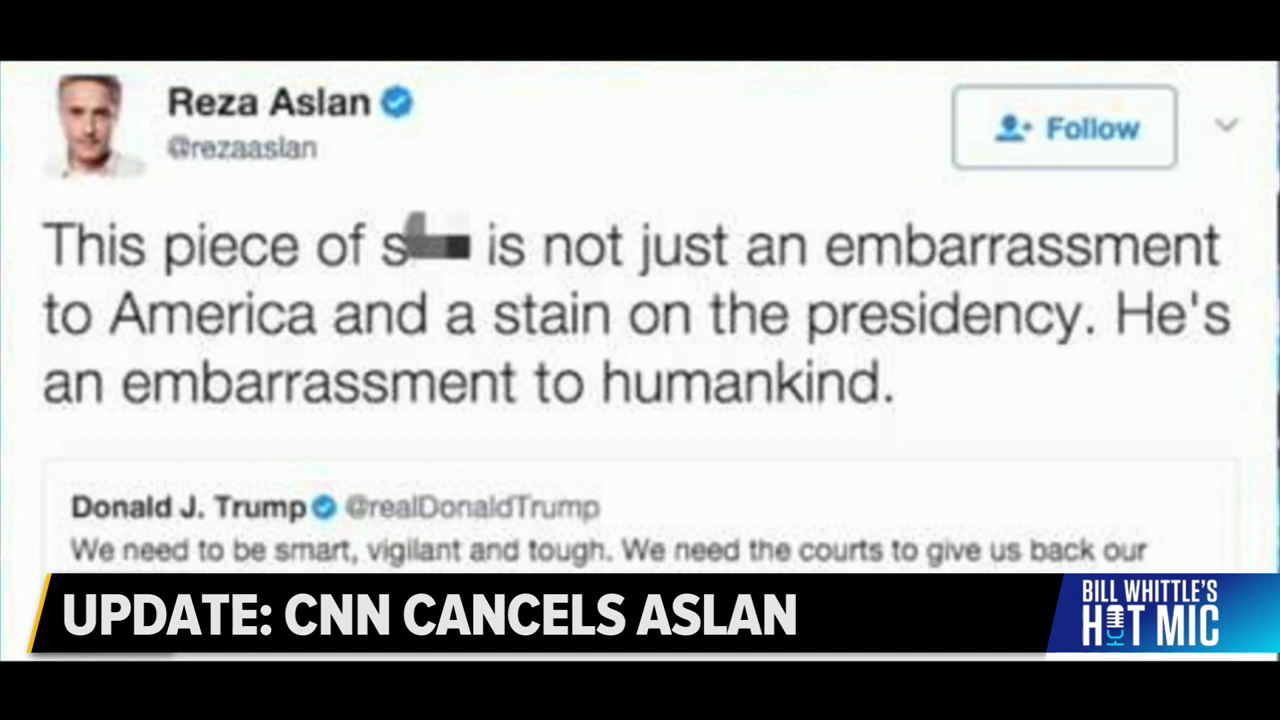 Reza Aslan
@rezaaslan
Follow
This piece of s is not just an embarrassment
to America and a stain on the presidency. He's
an embarrassment to humankind.
Donald J. Trump @realDonaldTrump
We need to be smart, vigilant and tough. We need the courts to give us back our
UPDATE: CNN CANCELS ASLAN
BILL WHITTLE'S
HOT MIC